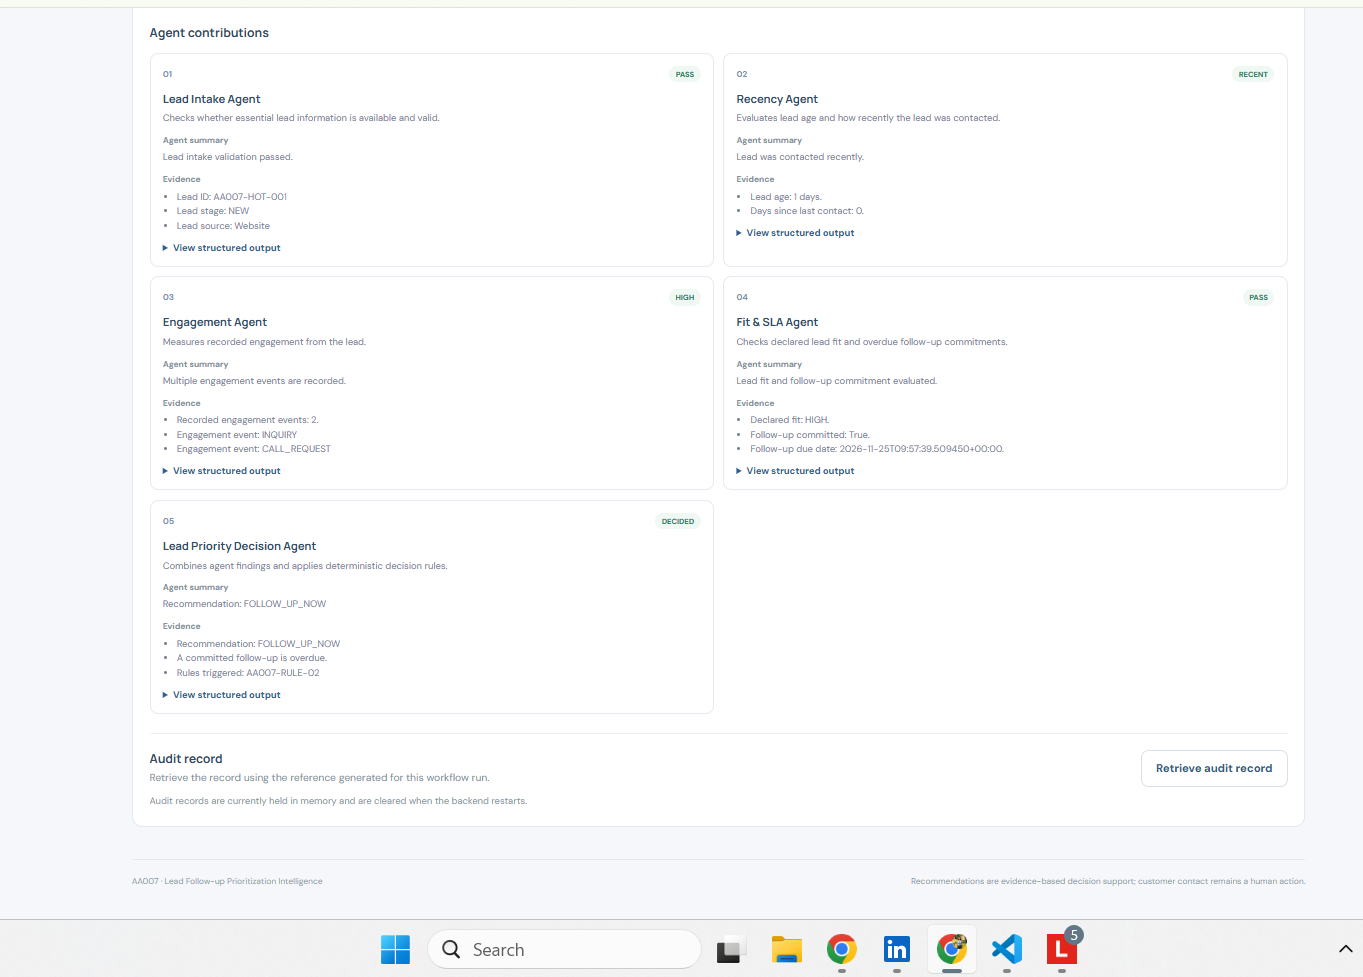 Agent contributions
01
PASS
Lead Intake Agent
Checks whether essential lead information is available and valid.
Agent summary
Lead intake validation passed.
Evidence
• Lead ID: AA007-HOT-001
• Lead stage: NEW
• Lead source: Website
▶ View structured output
02
RECENT
Recency Agent
Evaluates lead age and how recently the lead was contacted.
Agent summary
Lead was contacted recently.
Evidence
• Lead age: 1 days.
• Days since last contact: 0.
▶ View structured output
03
HIGH
Engagement Agent
Measures recorded engagement from the lead.
Agent summary
Multiple engagement events are recorded.
Evidence
• Recorded engagement events: 2.
• Engagement event: INQUIRY
• Engagement event: CALL_REQUEST
▶ View structured output
04
PASS
Fit & SLA Agent
Checks declared lead fit and overdue follow-up commitments.
Agent summary
Lead fit and follow-up commitment evaluated.
Evidence
• Declared fit: HIGH.
• Follow-up committed: True.
• Follow-up due date: 2026-11-25T09:57:39.509450+00:00.
▶ View structured output
05
DECIDED
Lead Priority Decision Agent
Combines agent findings and applies deterministic decision rules.
Agent summary
Recommendation: FOLLOW_UP_NOW
Evidence
• Recommendation: FOLLOW_UP_NOW
• A committed follow-up is overdue.
• Rules triggered: AA007-RULE-02
▶ View structured output
Audit record
Retrieve the record using the reference generated for this workflow run.
Audit records are currently held in memory and are cleared when the backend restarts.
Retrieve audit record
AA007 · Lead Follow-up Prioritization Intelligence
Recommendations are evidence-based decision support; customer contact remains a human action.
Search
in
L
5